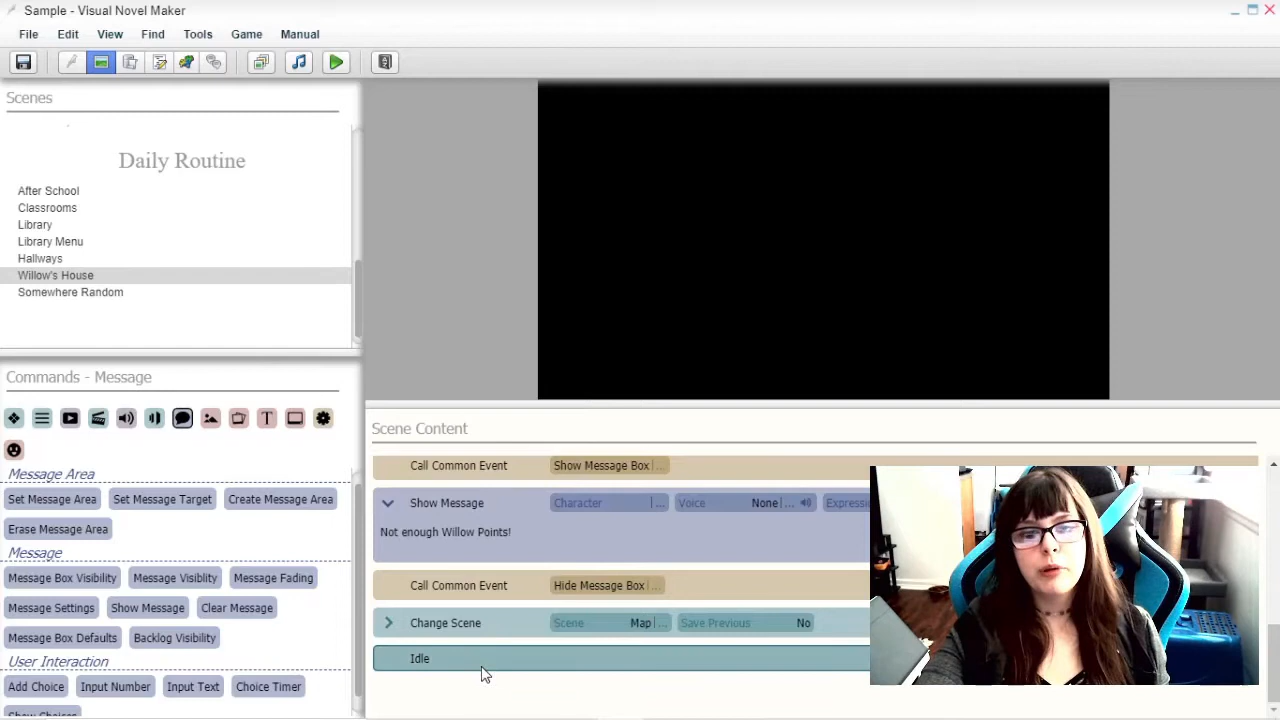 Sample - Visual Novel Maker
File Edit View Find Tools Game Manual
Scenes
Daily Routine
After School
Classrooms
Library
Library Menu
Hallways
Willow's House
Somewhere Random
Commands - Message
T
Message Area
Set Message Area Set Message Target Create Message Area
Erase Message Area
Message
Message Box Visibility Message Visiblity Message Fading
Message Settings Show Message Clear Message
Message Box Defaults Backlog Visibility
User Interaction
Add Choice Input Number Input Text Choice Timer
Show Choices
Scene Content
Call Common Event Show Message Box ...
Show Message Character ... Voice None ... Expressi
Not enough Willow Points!
Call Common Event Hide Message Box ...
Change Scene Scene Map ... Save Previous No
Idle